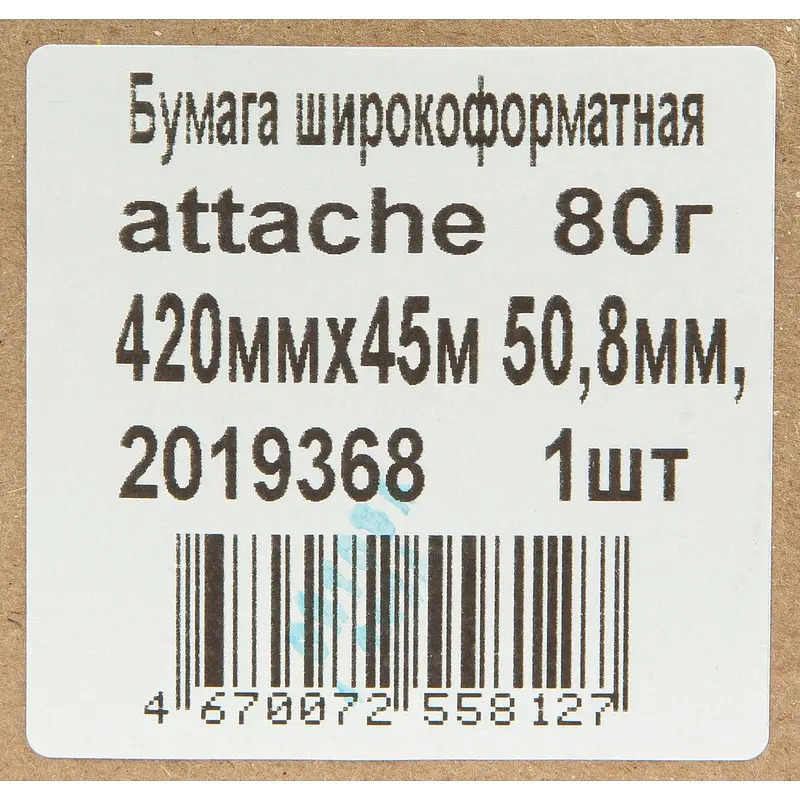 Бумага широкоформатная
attache 80г
420ммх45м 50,8мм,
2019368 1шт
4 670072 558127